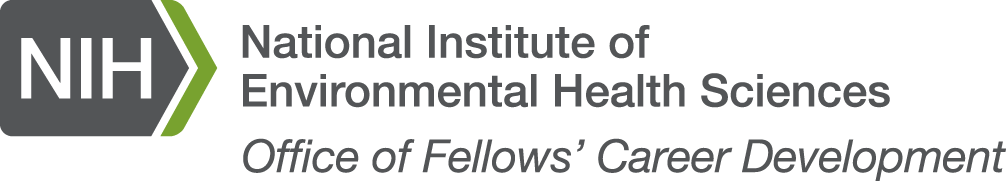 NIH
National Institute of
Environmental Health Sciences
Office of Fellows’ Career Development